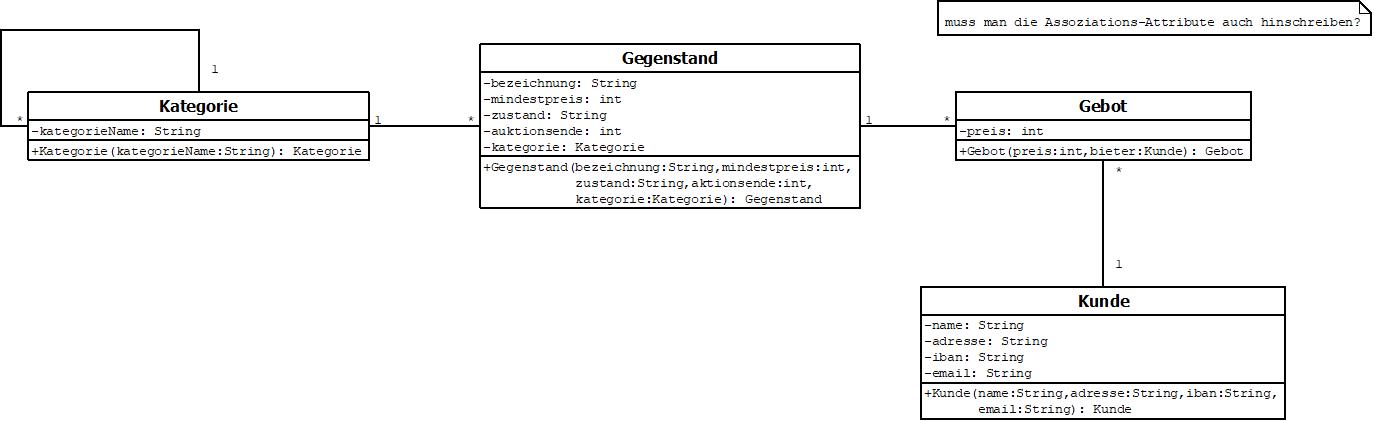 muss man die Assoziations-Attribute auch hinschreiben?
1
*
Kategorie
-kategorieName: String
+Kategorie(kategorieName:String): Kategorie
1
*
Gegenstand
-bezeichnung: String
-mindestpreis: int
-zustand: String
-auktionsende: int
-kategorie: Kategorie
+Gegenstand(bezeichnung:String,mindestpreis:int,
zustand:String,aktionsende:int,
kategorie:Kategorie): Gegenstand
1
*
Gebot
-preis: int
+Gebot(preis:int,bieter:Kunde): Gebot
*
1
Kunde
-name: String
-adresse: String
-iban: String
-email: String
+Kunde(name:String,adresse:String,iban:String,
email:String): Kunde